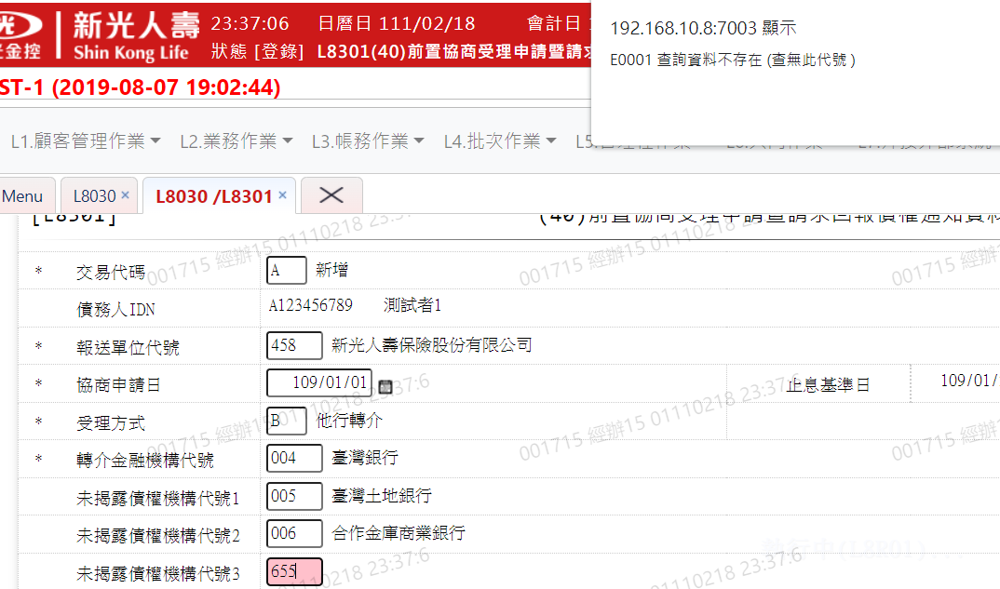 新光人壽
Shin Kong Life
23:37:06 日曆日 111/02/18 會計日
狀態 [登錄] L8301(40)前置協商受理申請暨請
192.168.10.8:7003 顯示
E0001 查詢資料不存在 (查無此代號 )
ST-1 (2019-08-07 19:02:44)
L1.顧客管理作業 L2.業務作業 L3.帳務作業 L4.批次作業
Menu L8030 × L8030 /L8301 ×
[L8301] (40)前置協商受理申請暨請求回報債權通知資料
* 交易代碼 A 新增
債務人IDN A123456789 測試者1
* 報送單位代號 458 新光人壽保險股份有限公司
* 協商申請日 109/01/01 止息基準日 109/01/
* 受理方式 B 他行轉介
* 轉介金融機構代號 004 臺灣銀行
未揭露債權機構代號1 005 臺灣土地銀行
未揭露債權機構代號2 006 合作金庫商業銀行
未揭露債權機構代號3 655
001715 經辦15 01110218 23:37:6